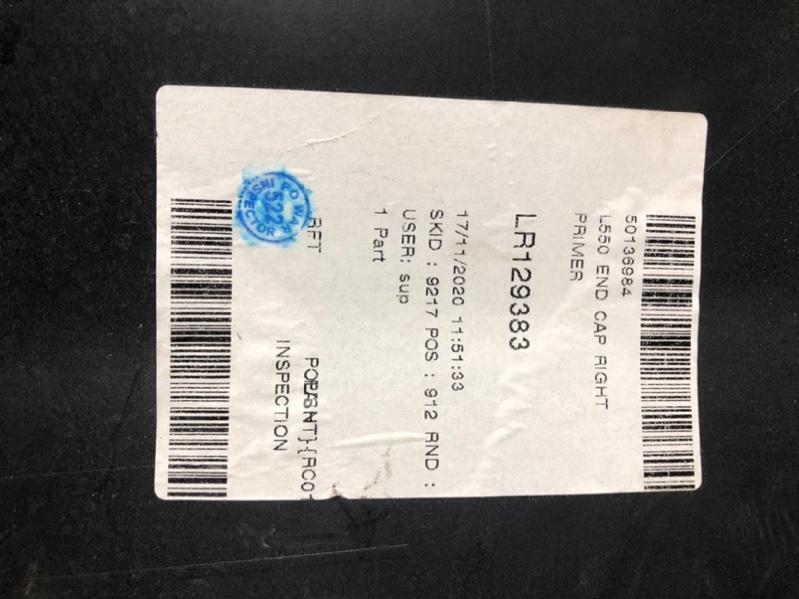 50136984
L550 END CAP RIGHT
PRIMER
LR129383
17/11/2020 11:51:33
SKID : 9217 POS : 912 RND :
USER: sup
1 Part
RFT
INSPECTION
522
INSPECTOR